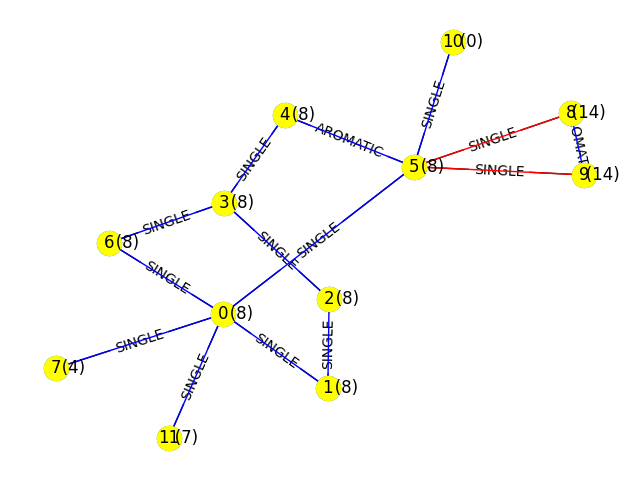 10(0)
SINGLE
8(14)
4(8)
AROMATIC
SINGLE
OMAT
SINGLE
5(8)
SINGLE
9(14)
3(8)
SINGLE
SINGLE
SINGLE
6(8)
SINGLE
2(8)
0(8)
SINGLE
SINGLE
SINGLE
7(4)
SINGLE
1(8)
11(7)